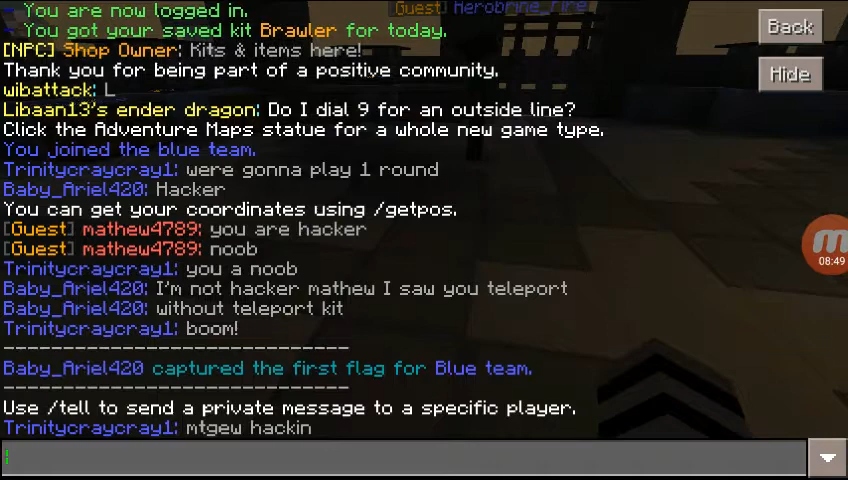 You are now logged in.
[Guest] Herobrine_fire
You got your saved kit Brawler for today.
Back
[NPC] Shop Owner: Kits & items here!
Thank you for being part of a positive community.
Hide
wibattack: L
Libaan13's ender dragon: Do I dial 9 for an outside line?
Click the Adventure Maps statue for a whole new game type.
You joined the blue team.
Trinitycraycray1: were gonna play 1 round
Baby_Ariel420: Hacker
You can get your coordinates using /getpos.
[Guest] mathew4789: you are hacker
[Guest] mathew4789: noob
08:49
Trinitycraycray1: you a noob
Baby_Ariel420: I'm not hacker mathew I saw you teleport
Baby_Ariel420: without teleport kit
Trinitycraycray1: boom!
------------------------------
Baby_Ariel420 captured the first flag for Blue team.
------------------------------
Use /tell to send a private message to a specific player.
Trinitycraycray1: mtgew hackin